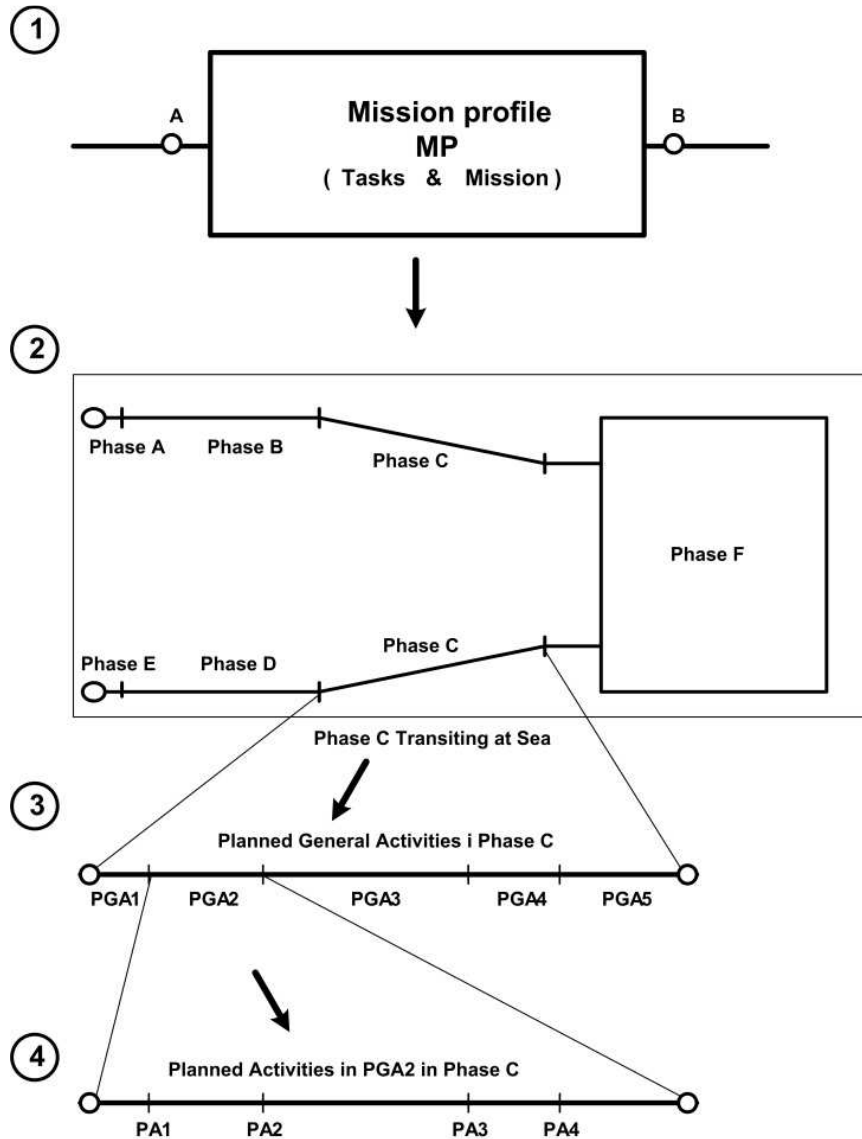 1
A
B
Mission profile
MP
( Tasks & Mission )
2
Phase A
Phase B
Phase C
Phase F
Phase C
Phase E
Phase D
Phase C Transiting at Sea
3
Planned General Activities i Phase C
PGA1
PGA2
PGA3
PGA4
PGA5
4
Planned Activities in PGA2 in Phase C
PA1
PA2
PA3
PA4